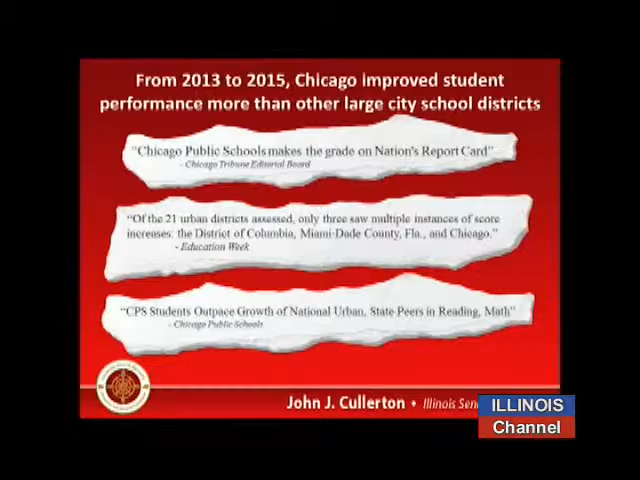 From 2013 to 2015, Chicago improved student
performance more than other large city school districts
“Chicago Public Schools makes the grade on Nation's Report Card”
- Chicago Tribune Editorial Board
“Of the 21 urban districts assessed, only three saw multiple instances of score
increases: the District of Columbia, Miami-Dade County, Fla., and Chicago.”
- Education Week
“CPS Students Outpace Growth of National Urban, State Peers in Reading, Math”
- Chicago Public Schools
John J. Cullerton • Illinois
ILLINOIS
Channel